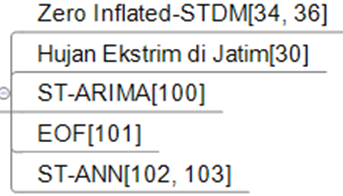 Zero Inflated-STDM[34, 36]
Hujan Ekstrim di Jatim[30]
ST-ARIMA[100]
EOF[101]
ST-ANN[102, 103]